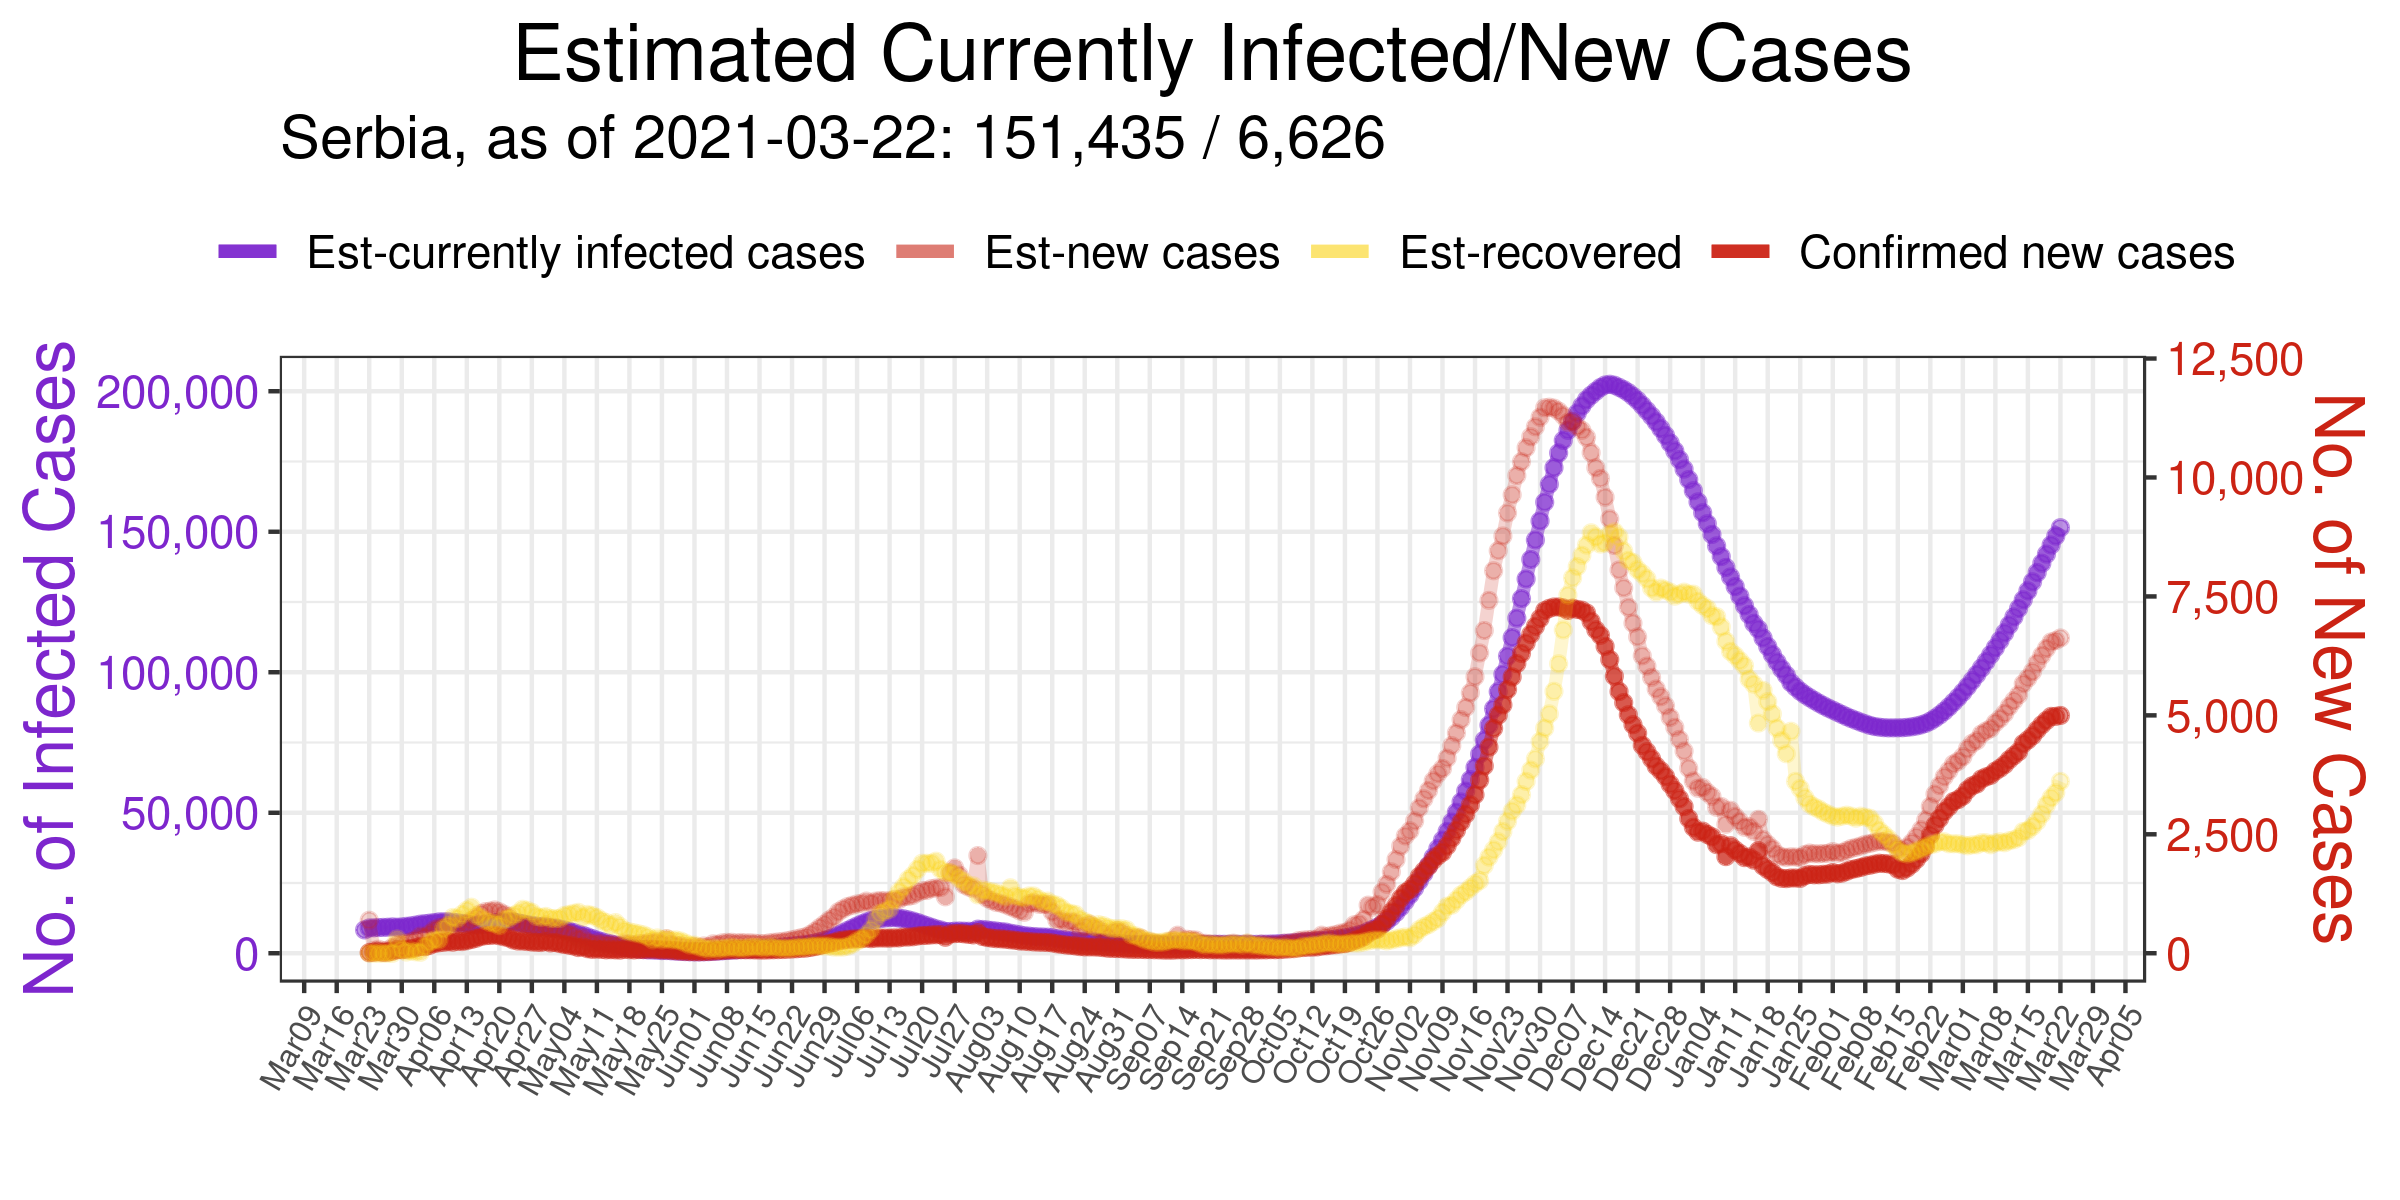 Estimated Currently Infected/New Cases
Serbia, as of 2021-03-22: 151,435 / 6,626
Est-currently infected cases Est-new cases Est-recovered Confirmed new cases
No. of Infected Cases
200,000
150,000
100,000
50,000
0
12,500
10,000
7,500
5,000
2,500
0
No. of New Cases
Mar09 Mar16 Mar23 Mar30 Apr06 Apr13 Apr20 Apr27 May04 May11 May18 May25 Jun01 Jun08 Jun15 Jun22 Jun29 Jul06 Jul13 Jul20 Jul27 Aug03 Aug10 Aug17 Aug24 Aug31 Sep07 Sep14 Sep21 Sep28 Oct05 Oct12 Oct19 Oct26 Nov02 Nov09 Nov16 Nov23 Nov30 Dec07 Dec14 Dec21 Dec28 Jan04 Jan11 Jan18 Jan25 Feb01 Feb08 Feb15 Feb22 Mar01 Mar08 Mar15 Mar22 Mar29 Apr05